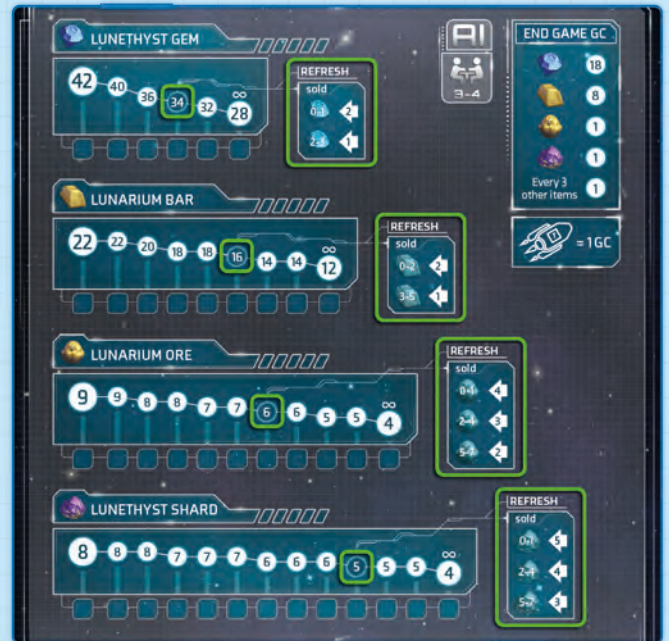 LUNETHYST GEM
42 40 36 34 32 ∞ 28
REFRESH
sold
0-1 2
2-3 1
AI
3-4
END GAME GC
18
8
1
1
Every 3
other items 1
= 1GC
LUNARIUM BAR
22 22 20 18 18 16 14 14 ∞ 12
REFRESH
sold
0-2 2
3-5 1
LUNARIUM ORE
9 9 8 8 7 7 6 6 5 5 ∞ 4
REFRESH
sold
0-1 4
2-4 3
5-7 2
LUNETHYST SHARD
8 8 8 7 7 7 6 6 6 5 5 5 ∞ 4
REFRESH
sold
0-1 5
2-4 4
5-7 3